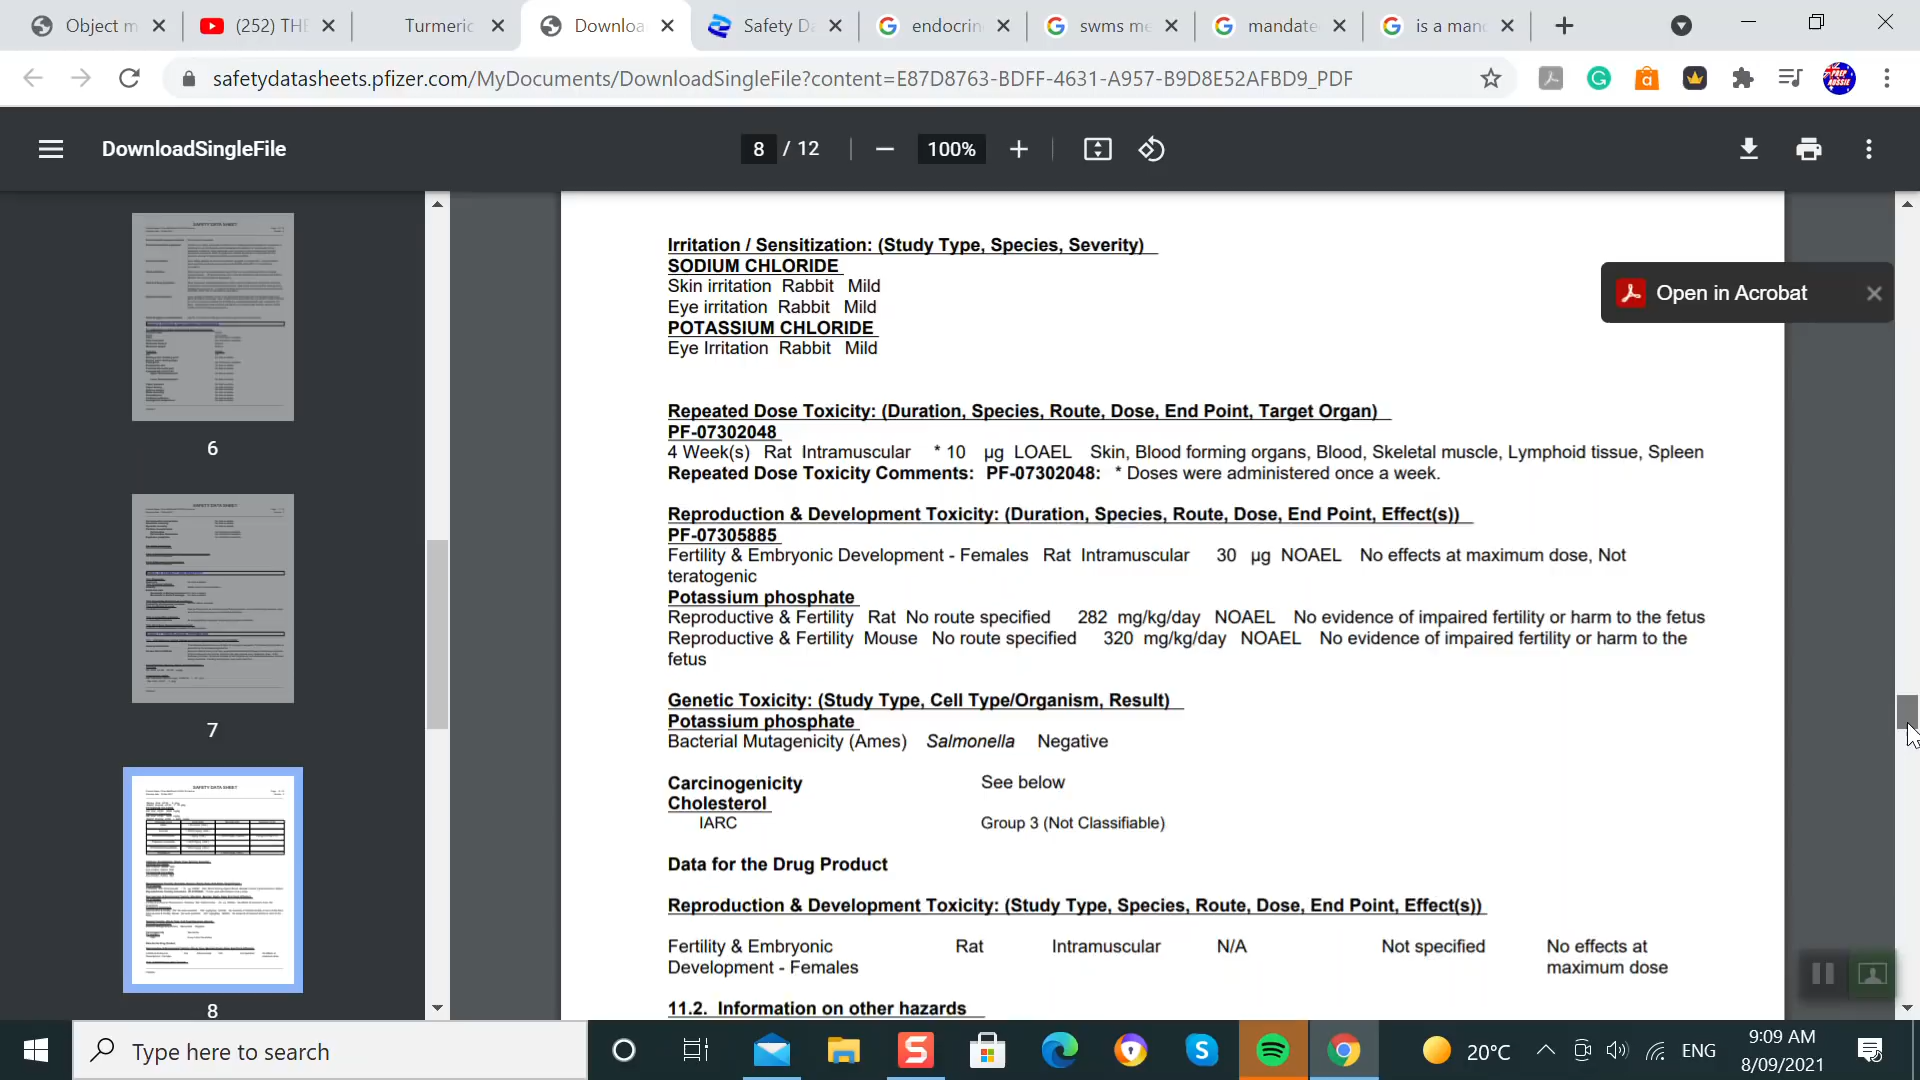 Object m
(252) THE
Turmeric
Downloa
Safety Da
endocrin
swms me
mandate
is a mand
safetydatasheets.pfizer.com/MyDocuments/DownloadSingleFile?content=E87D8763-BDFF-4631-A957-B9D8E52AFBD9_PDF
DownloadSingleFile
8 / 12
100%
Open in Acrobat
6
7
8
Irritation / Sensitization: (Study Type, Species, Severity)
SODIUM CHLORIDE
Skin irritation Rabbit Mild
Eye irritation Rabbit Mild
POTASSIUM CHLORIDE
Eye Irritation Rabbit Mild
Repeated Dose Toxicity: (Duration, Species, Route, Dose, End Point, Target Organ)
PF-07302048
4 Week(s) Rat Intramuscular * 10 µg LOAEL Skin, Blood forming organs, Blood, Skeletal muscle, Lymphoid tissue, Spleen
Repeated Dose Toxicity Comments: PF-07302048: * Doses were administered once a week.
Reproduction & Development Toxicity: (Duration, Species, Route, Dose, End Point, Effect(s))
PF-07305885
Fertility & Embryonic Development - Females Rat Intramuscular 30 µg NOAEL No effects at maximum dose, Not
teratogenic
Potassium phosphate
Reproductive & Fertility Rat No route specified 282 mg/kg/day NOAEL No evidence of impaired fertility or harm to the fetus
Reproductive & Fertility Mouse No route specified 320 mg/kg/day NOAEL No evidence of impaired fertility or harm to the
fetus
Genetic Toxicity: (Study Type, Cell Type/Organism, Result)
Potassium phosphate
Bacterial Mutagenicity (Ames) Salmonella Negative
Carcinogenicity See below
Cholesterol
IARC Group 3 (Not Classifiable)
Data for the Drug Product
Reproduction & Development Toxicity: (Study Type, Species, Route, Dose, End Point, Effect(s))
Fertility & Embryonic Rat Intramuscular N/A Not specified No effects at
Development - Females maximum dose
11.2. Information on other hazards
Type here to search
20°C
ENG
9:09 AM
8/09/2021